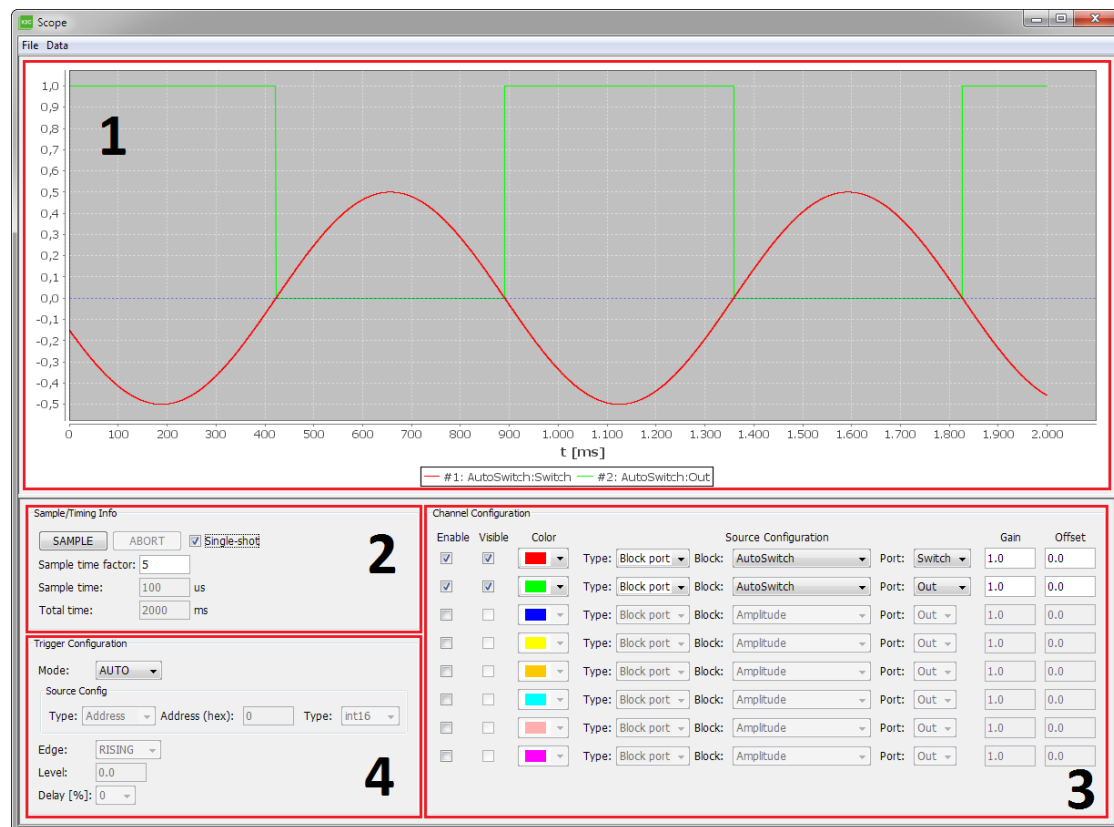 X2C Scope
File Data
1
1,0
0,9
0,8
0,7
0,6
0,5
0,4
0,3
0,2
0,1
0,0
-0,1
-0,2
-0,3
-0,4
-0,5
0 100 200 300 400 500 600 700 800 900 1.000 1.100 1.200 1.300 1.400 1.500 1.600 1.700 1.800 1.900 2.000
t [ms]
#1: AutoSwitch:Switch #2: AutoSwitch:Out
Sample/Timing Info
SAMPLE ABORT Single-shot
2
Sample time factor: 5
Sample time: 100 us
Total time: 2000 ms
Trigger Configuration
Mode: AUTO
Source Config
Type: Address Address (hex): 0 Type: int16
Edge: RISING
Level: 0.0
Delay [%]: 0
4
Channel Configuration
Enable Visible Color Source Configuration Gain Offset
Type: Block port Block: AutoSwitch Port: Switch 1.0 0.0
Type: Block port Block: AutoSwitch Port: Out 1.0 0.0
Type: Block port Block: Amplitude Port: Out 1.0 0.0
Type: Block port Block: Amplitude Port: Out 1.0 0.0
Type: Block port Block: Amplitude Port: Out 1.0 0.0
Type: Block port Block: Amplitude Port: Out 1.0 0.0
Type: Block port Block: Amplitude Port: Out 1.0 0.0
Type: Block port Block: Amplitude Port: Out 1.0 0.0
3